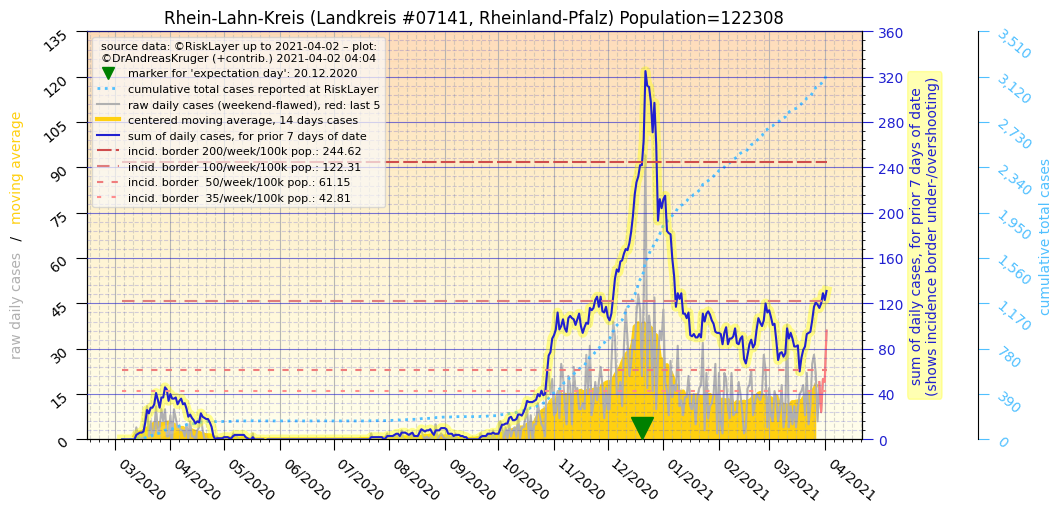 Rhein-Lahn-Kreis (Landkreis #07141, Rheinland-Pfalz) Population=122308
source data: ©RiskLayer up to 2021-04-02 – plot:
©DrAndreasKruger (+contrib.) 2021-04-02 04:04
marker for 'expectation day': 20.12.2020
cumulative total cases reported at RiskLayer
raw daily cases (weekend-flawed), red: last 5
centered moving average, 14 days cases
sum of daily cases, for prior 7 days of date
incid. border 200/week/100k pop.: 244.62
incid. border 100/week/100k pop.: 122.31
incid. border  50/week/100k pop.: 61.15
incid. border  35/week/100k pop.: 42.81
raw daily cases   /   moving average
135
120
105
90
75
60
45
30
15
0
03/2020
04/2020
05/2020
06/2020
07/2020
08/2020
09/2020
10/2020
11/2020
12/2020
01/2021
02/2021
03/2021
04/2021
360
320
280
240
200
160
120
80
40
0
sum of daily cases, for prior 7 days of date
(shows incidence border under-/overshooting)
3,510
3,120
2,730
2,340
1,950
1,560
1,170
780
390
0
cumulative total cases